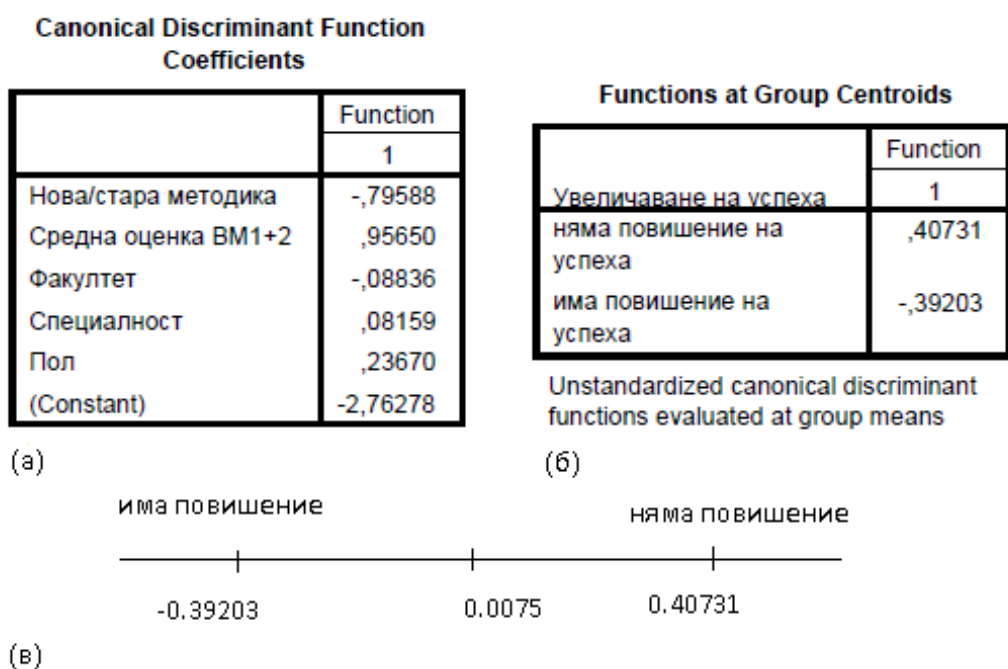 Canonical Discriminant Function
Coefficients
Function
1
Нова/стара методика -,79588
Средна оценка ВМ1+2 ,95650
Факултет -,08836
Специалност ,08159
Пол ,23670
(Constant) -2,76278
(а)
Functions at Group Centroids
Function
Увеличаване на успеха 1
няма повишение на ,40731
успеха
има повишение на -,39203
успеха
Unstandardized canonical discriminant
functions evaluated at group means
(б)
има повишение няма повишение
-0.39203 0.0075 0.40731
(в)